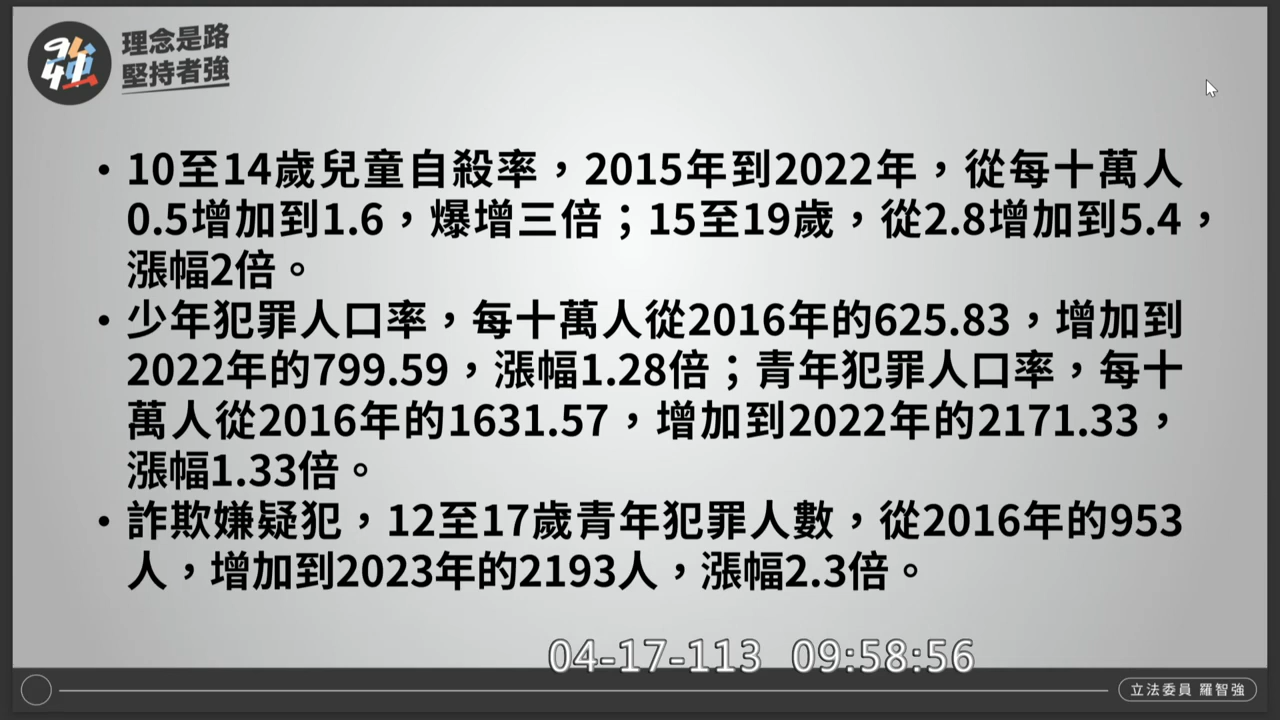 理念是路
堅持者強
• 10至14歲兒童自殺率，2015年到2022年，從每十萬人
0.5增加到1.6，爆增三倍；15至19歲，從2.8增加到5.4，
漲幅2倍。
• 少年犯罪人口率，每十萬人從2016年的625.83，增加到
2022年的799.59，漲幅1.28倍；青年犯罪人口率，每十
萬人從2016年的1631.57，增加到2022年的2171.33，
漲幅1.33倍。
• 詐欺嫌疑犯，12至17歲青年犯罪人數，從2016年的953
人，增加到2023年的2193人，漲幅2.3倍。
04-17-113 09:58:56
立法委員 羅智強